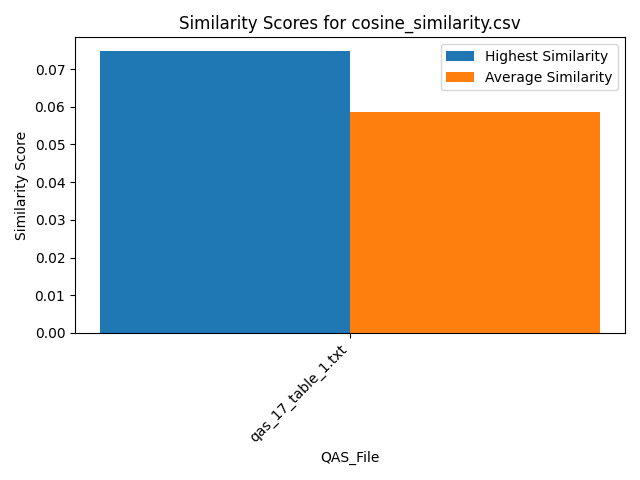 Similarity Scores for cosine_similarity.csv
Highest Similarity
Average Similarity
Similarity Score
0.07
0.06
0.05
0.04
0.03
0.02
0.01
0.00
qas_17_table_1.txt
QAS_File